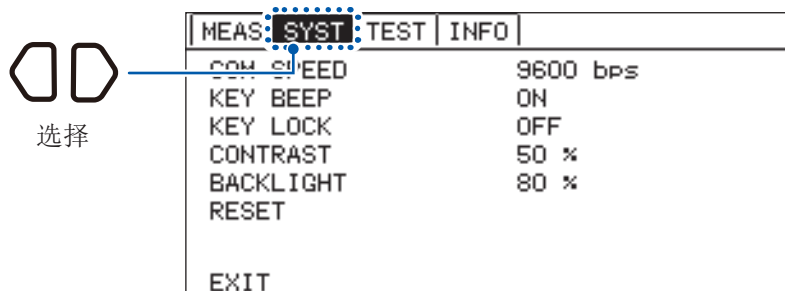 MEAS SYST TEST INFO
COM SPEED 9600 bps
KEY BEEP ON
选择
KEY LOCK OFF
CONTRAST 50 %
BACKLIGHT 80 %
RESET
EXIT